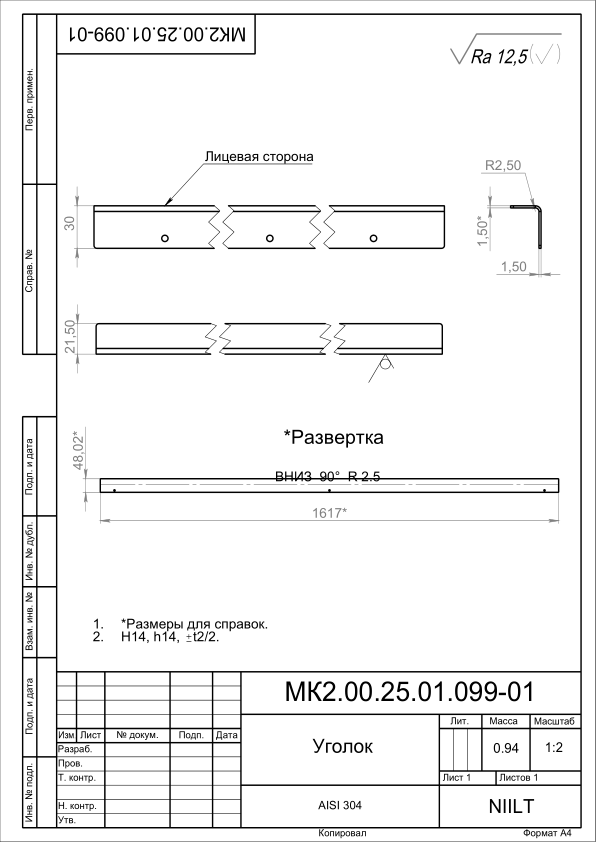 МК2.00.25.01.099-01
Ra 12,5 (√)
Перв. примен.
Справ. №
Подп. и дата
Инв. № дубл.
Взам. инв. №
Подп. и дата
Инв. № подл.
Лицевая сторона
30
R2,50
1,50*
1,50
21,50
*Развертка
48,02*
ВНИЗ 90° R 2.5
1617*
1. *Размеры для справок.
2. H14, h14, ±t2/2.
МК2.00.25.01.099-01
Лит. Масса Масштаб
Изм Лист № докум. Подп. Дата
Уголок
0.94 1:2
Разраб.
Пров.
Т. контр.
Лист 1 Листов 1
Н. контр.
AISI 304
NIILT
Утв.
Копировал Формат А4